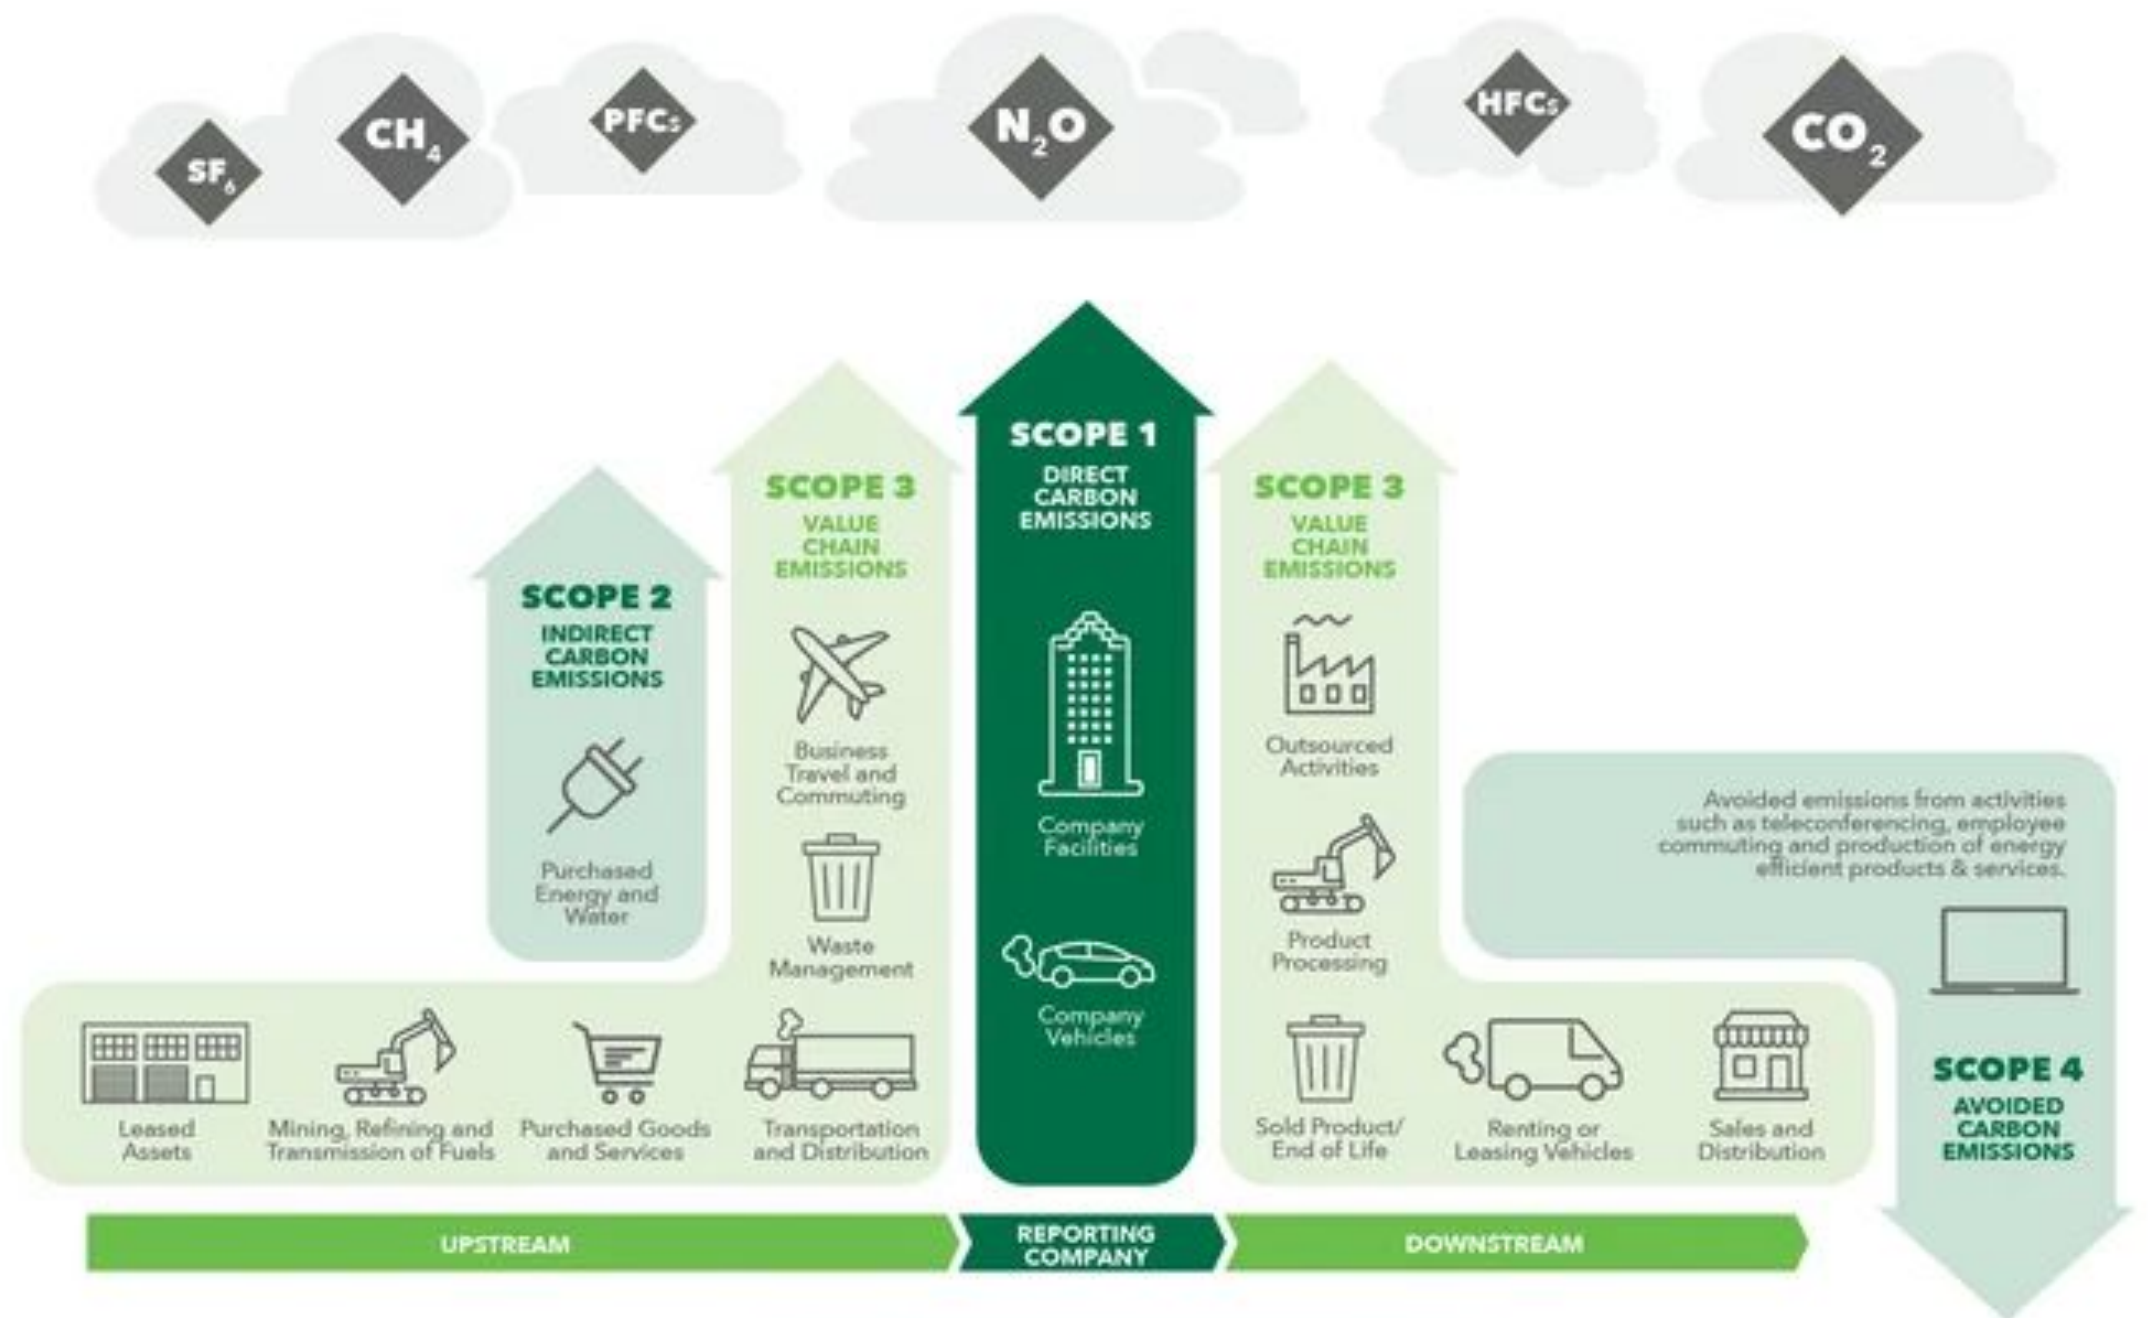 SF₆
CH₄
PFCs
N₂O
HFCs
CO₂
SCOPE 2
INDIRECT
CARBON
EMISSIONS
Purchased
Energy and
Water
SCOPE 3
VALUE
CHAIN
EMISSIONS
Business
Travel and
Commuting
Waste
Management
Leased
Assets
Mining, Refining and
Transmission of Fuels
Purchased Goods
and Services
Transportation
and Distribution
SCOPE 1
DIRECT
CARBON
EMISSIONS
Company
Facilities
Company
Vehicles
SCOPE 3
VALUE
CHAIN
EMISSIONS
Outsourced
Activities
Product
Processing
Sold Product/
End of Life
Renting or
Leasing Vehicles
Sales and
Distribution
Avoided emissions from activities
such as teleconferencing, employee
commuting and production of energy
efficient products & services.
SCOPE 4
AVOIDED
CARBON
EMISSIONS
UPSTREAM
REPORTING
COMPANY
DOWNSTREAM